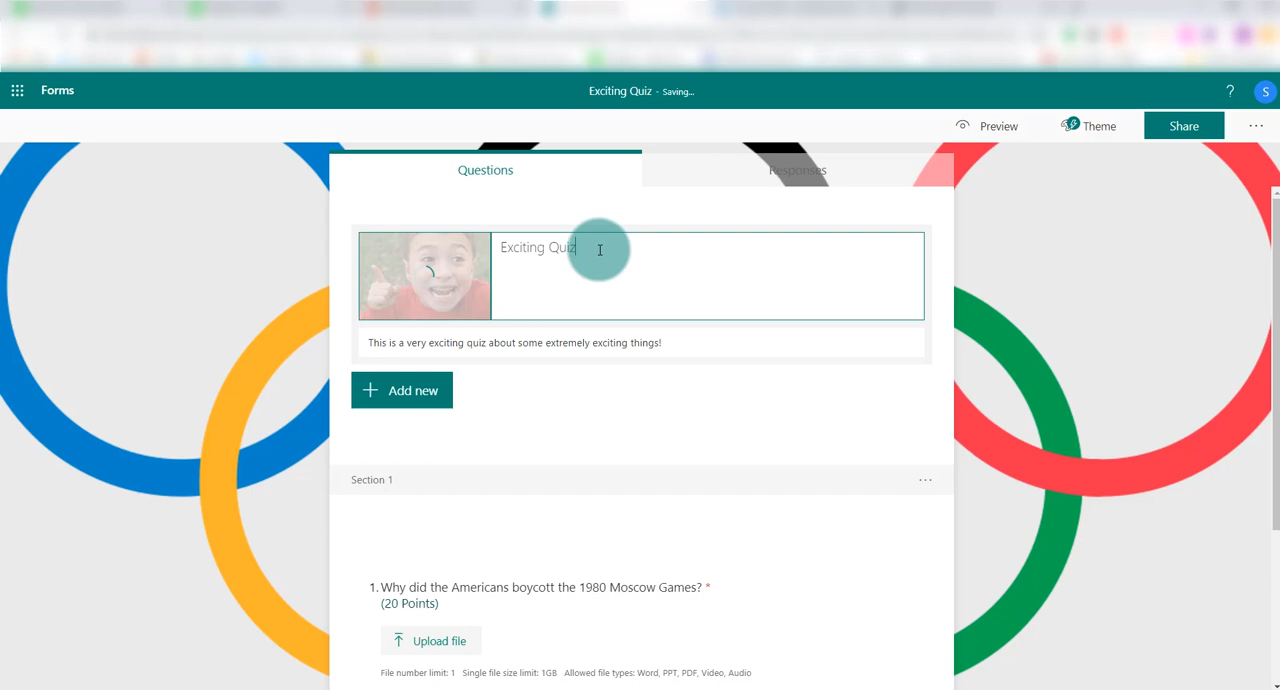 Forms
Exciting Quiz - Saving...
?
S
Preview
Theme
Share
...
Questions
Responses
Exciting Quiz
This is a very exciting quiz about some extremely exciting things!
+ Add new
Section 1
...
1. Why did the Americans boycott the 1980 Moscow Games? *
(20 Points)
Upload file
File number limit: 1 Single file size limit: 1GB Allowed file types: Word, PPT, PDF, Video, Audio